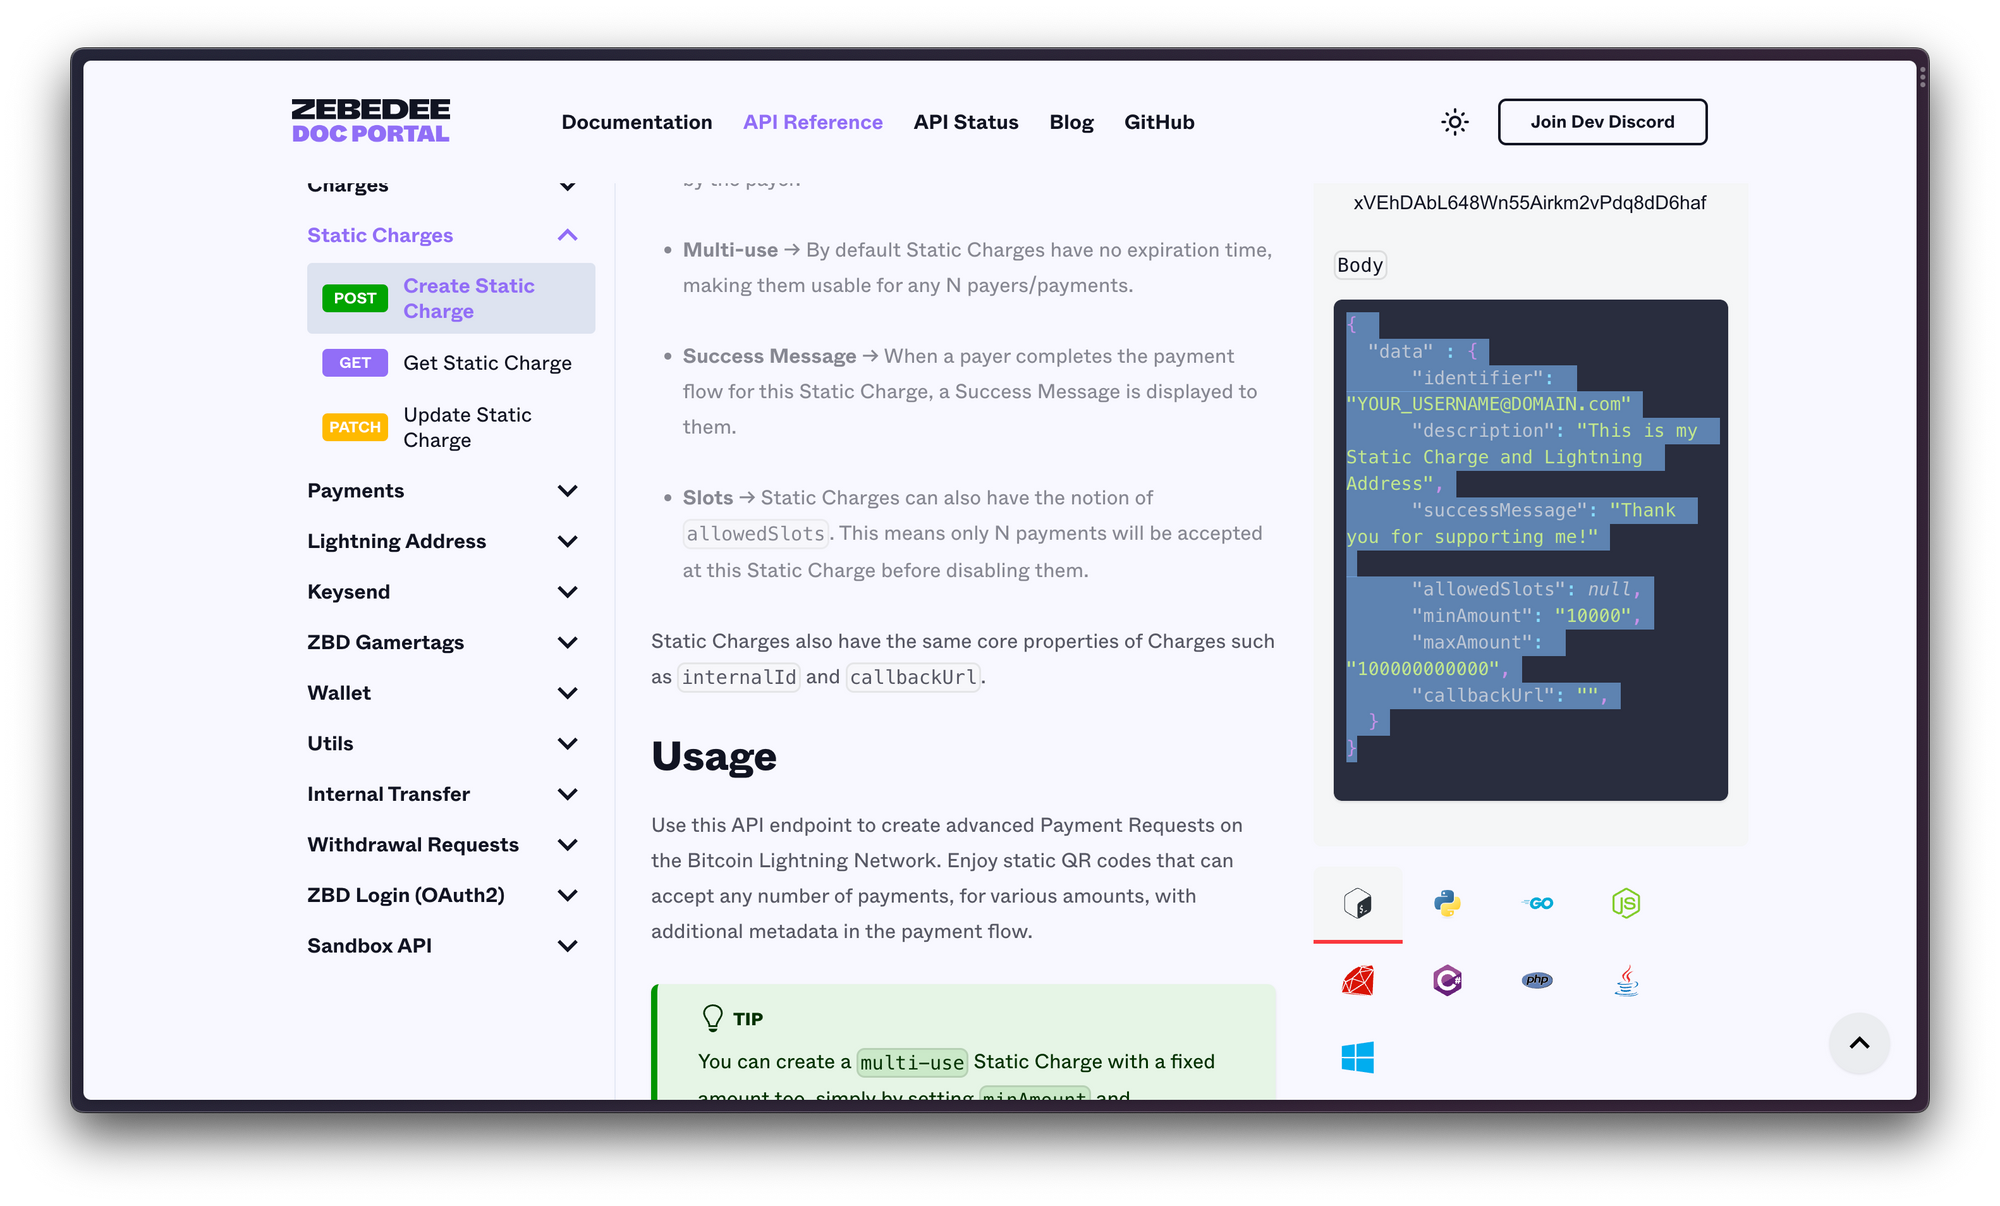 ZEBEDEE
DOC PORTAL
Documentation
API Reference
API Status
Blog
GitHub
Join Dev Discord
Charges
Static Charges
POST
Create Static
Charge
GET
Get Static Charge
PATCH
Update Static
Charge
Payments
Lightning Address
Keysend
ZBD Gamertags
Wallet
Utils
Internal Transfer
Withdrawal Requests
ZBD Login (OAuth2)
Sandbox API
by the payer.
• Multi-use → By default Static Charges have no expiration time,
making them usable for any N payers/payments.
• Success Message → When a payer completes the payment
flow for this Static Charge, a Success Message is displayed to
them.
• Slots → Static Charges can also have the notion of
allowedSlots. This means only N payments will be accepted
at this Static Charge before disabling them.
Static Charges also have the same core properties of Charges such
as internalId and callbackUrl.
Usage
Use this API endpoint to create advanced Payment Requests on
the Bitcoin Lightning Network. Enjoy static QR codes that can
accept any number of payments, for various amounts, with
additional metadata in the payment flow.
TIP
You can create a multi-use Static Charge with a fixed
amount too, simply by setting minAmount and
xVEhDAbL648Wn55Airkm2vPdq8dD6haf
Body
{
"data" : {
"identifier":
"YOUR_USERNAME@DOMAIN.com"
"description": "This is my
Static Charge and Lightning
Address",
"successMessage": "Thank
you for supporting me!"
"allowedSlots": null,
"minAmount": "10000",
"maxAmount":
"100000000000",
"callbackUrl": "",
}
}
$_
GO
JS
C#
php